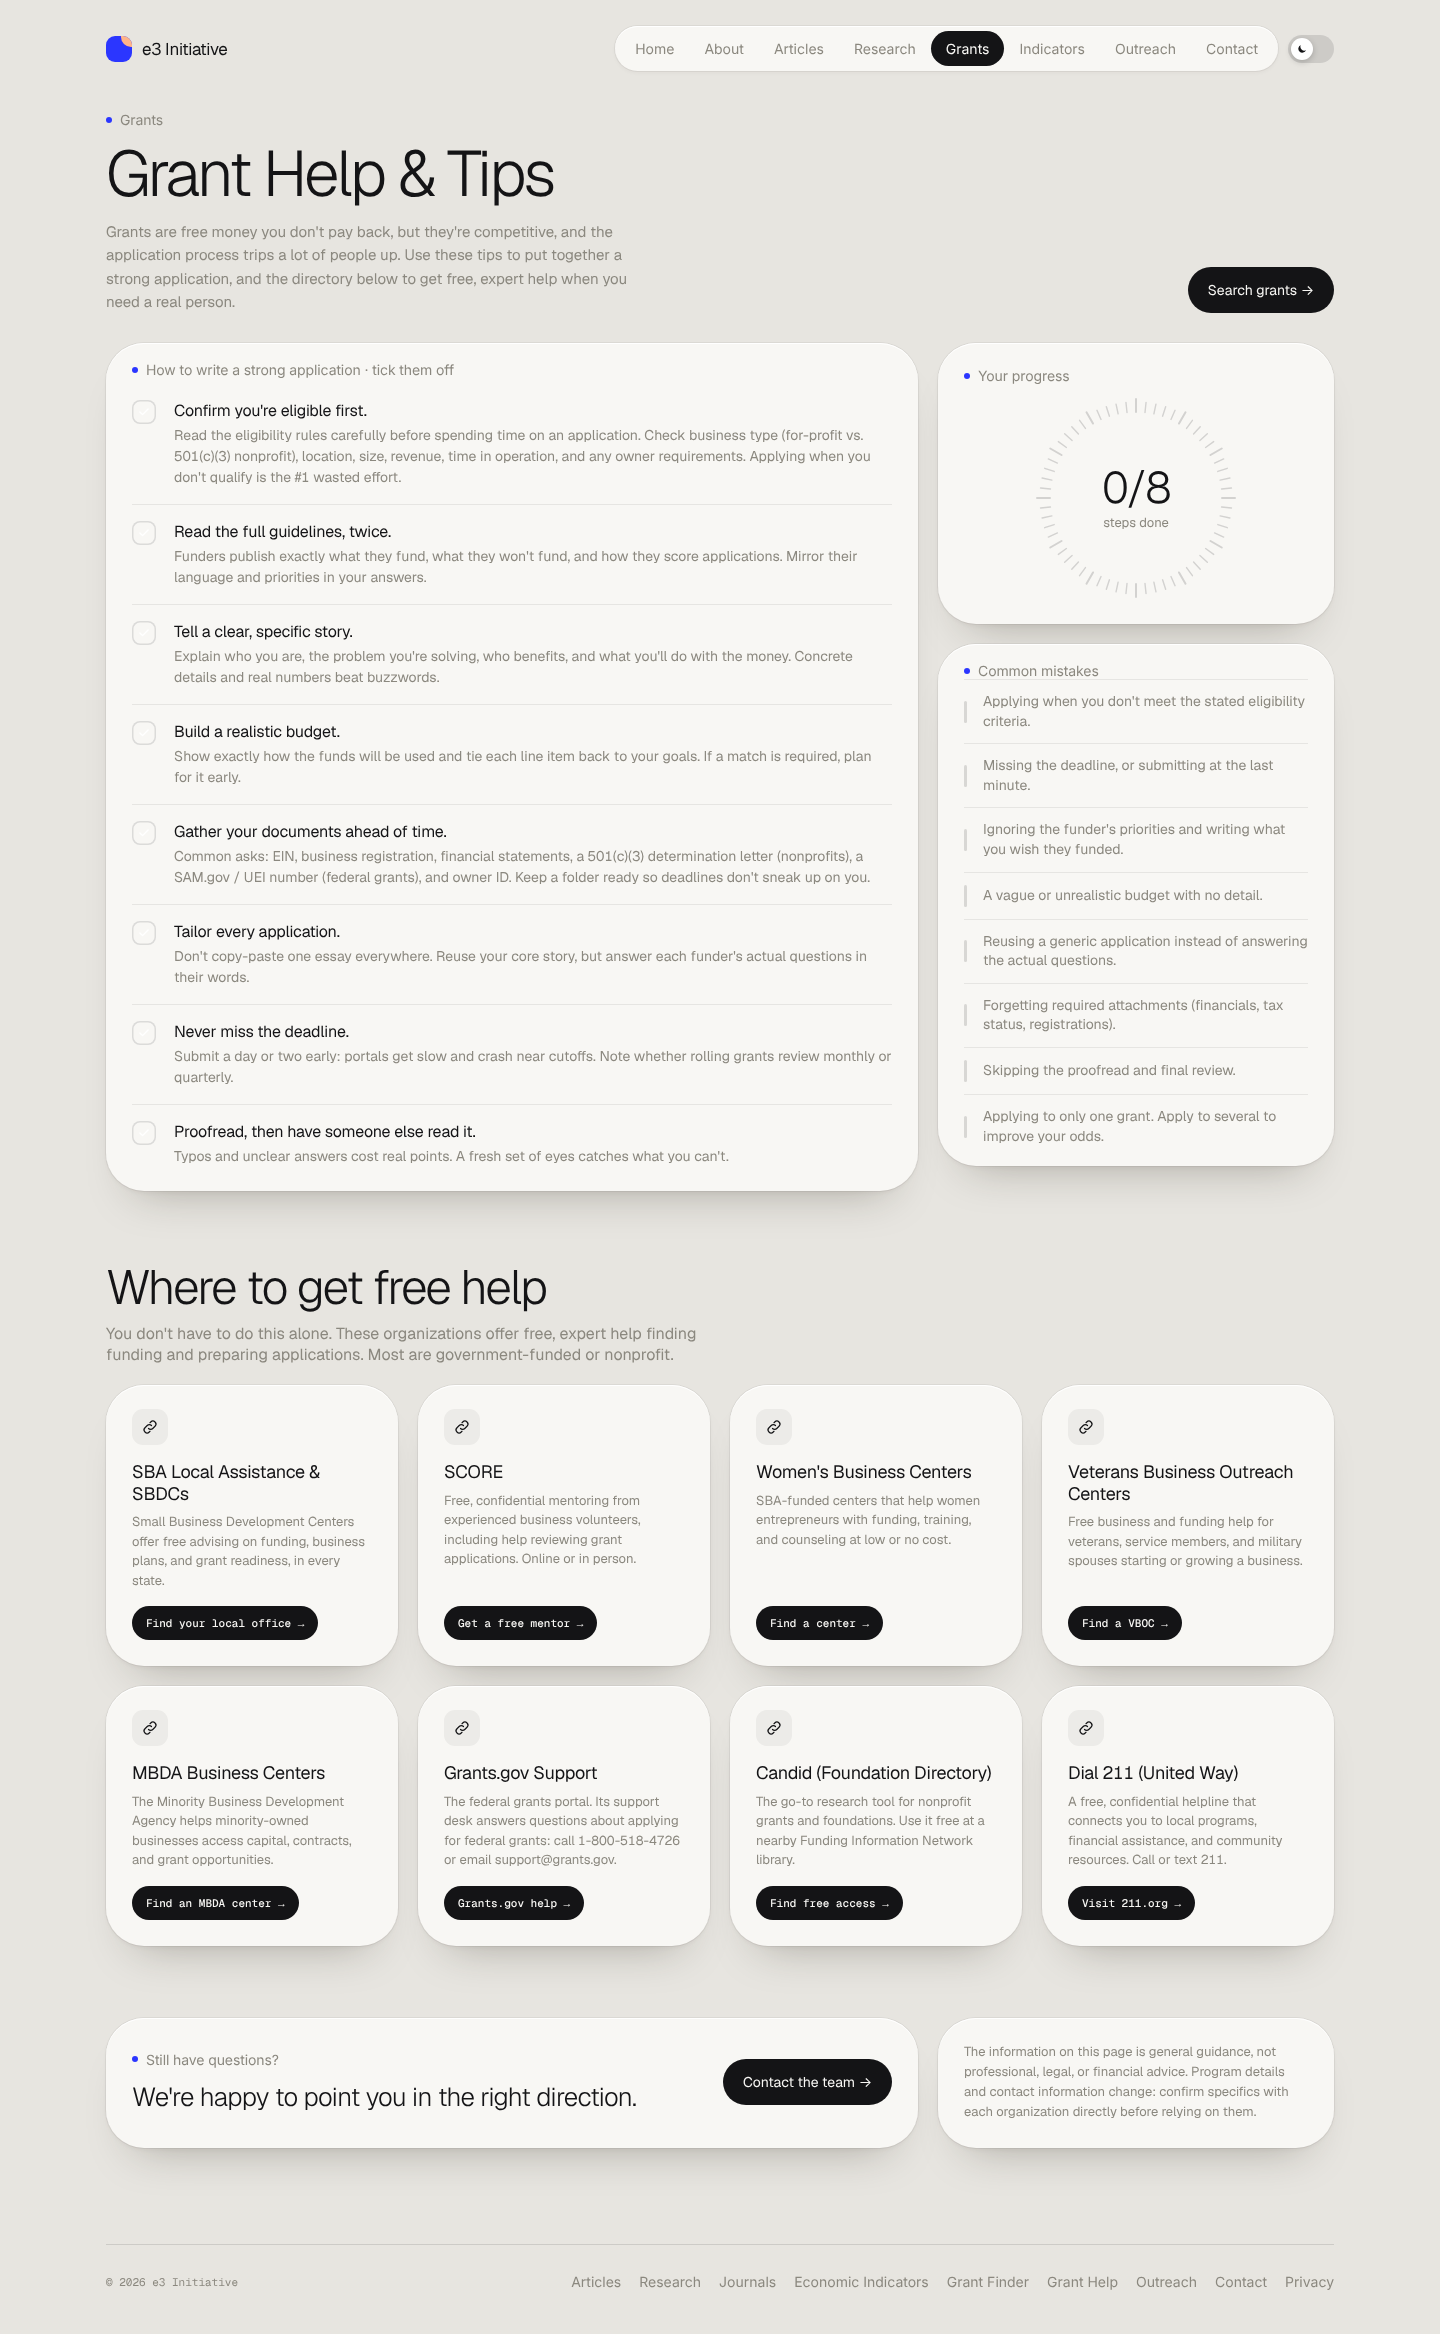 e3 Initiative
Home About Articles Research Grants Indicators Outreach Contact
Grants
Grant Help & Tips
Grants are free money you don't pay back, but they're competitive, and the
application process trips a lot of people up. Use these tips to put together a
strong application, and the directory below to get free, expert help when you
need a real person.
Search grants →
How to write a strong application · tick them off
Confirm you're eligible first.
Read the eligibility rules carefully before spending time on an application. Check business type (for-profit vs.
501(c)(3) nonprofit), location, size, revenue, time in operation, and any owner requirements. Applying when you
don't qualify is the #1 wasted effort.
Read the full guidelines, twice.
Funders publish exactly what they fund, what they won't fund, and how they score applications. Mirror their
language and priorities in your answers.
Tell a clear, specific story.
Explain who you are, the problem you're solving, who benefits, and what you'll do with the money. Concrete
details and real numbers beat buzzwords.
Build a realistic budget.
Show exactly how the funds will be used and tie each line item back to your goals. If a match is required, plan
for it early.
Gather your documents ahead of time.
Common asks: EIN, business registration, financial statements, a 501(c)(3) determination letter (nonprofits), a
SAM.gov / UEI number (federal grants), and owner ID. Keep a folder ready so deadlines don't sneak up on you.
Tailor every application.
Don't copy-paste one essay everywhere. Reuse your core story, but answer each funder's actual questions in
their words.
Never miss the deadline.
Submit a day or two early: portals get slow and crash near cutoffs. Note whether rolling grants review monthly or
quarterly.
Proofread, then have someone else read it.
Typos and unclear answers cost real points. A fresh set of eyes catches what you can't.
Your progress
0/8
steps done
Common mistakes
Applying when you don't meet the stated eligibility
criteria.
Missing the deadline, or submitting at the last
minute.
Ignoring the funder's priorities and writing what
you wish they funded.
A vague or unrealistic budget with no detail.
Reusing a generic application instead of answering
the actual questions.
Forgetting required attachments (financials, tax
status, registrations).
Skipping the proofread and final review.
Applying to only one grant. Apply to several to
improve your odds.
Where to get free help
You don't have to do this alone. These organizations offer free, expert help finding
funding and preparing applications. Most are government-funded or nonprofit.
SBA Local Assistance &
SBDCs
Small Business Development Centers
offer free advising on funding, business
plans, and grant readiness, in every
state.
Find your local office →
SCORE
Free, confidential mentoring from
experienced business volunteers,
including help reviewing grant
applications. Online or in person.
Get a free mentor →
Women's Business Centers
SBA-funded centers that help women
entrepreneurs with funding, training,
and counseling at low or no cost.
Find a center →
Veterans Business Outreach
Centers
Free business and funding help for
veterans, service members, and military
spouses starting or growing a business.
Find a VBOC →
MBDA Business Centers
The Minority Business Development
Agency helps minority-owned
businesses access capital, contracts,
and grant opportunities.
Find an MBDA center →
Grants.gov Support
The federal grants portal. Its support
desk answers questions about applying
for federal grants: call 1-800-518-4726
or email support@grants.gov.
Grants.gov help →
Candid (Foundation Directory)
The go-to research tool for nonprofit
grants and foundations. Use it free at a
nearby Funding Information Network
library.
Find free access →
Dial 211 (United Way)
A free, confidential helpline that
connects you to local programs,
financial assistance, and community
resources. Call or text 211.
Visit 211.org →
Still have questions?
We're happy to point you in the right direction.
Contact the team →
The information on this page is general guidance, not
professional, legal, or financial advice. Program details
and contact information change: confirm specifics with
each organization directly before relying on them.
© 2026 e3 Initiative
Articles Research Journals Economic Indicators Grant Finder Grant Help Outreach Contact Privacy